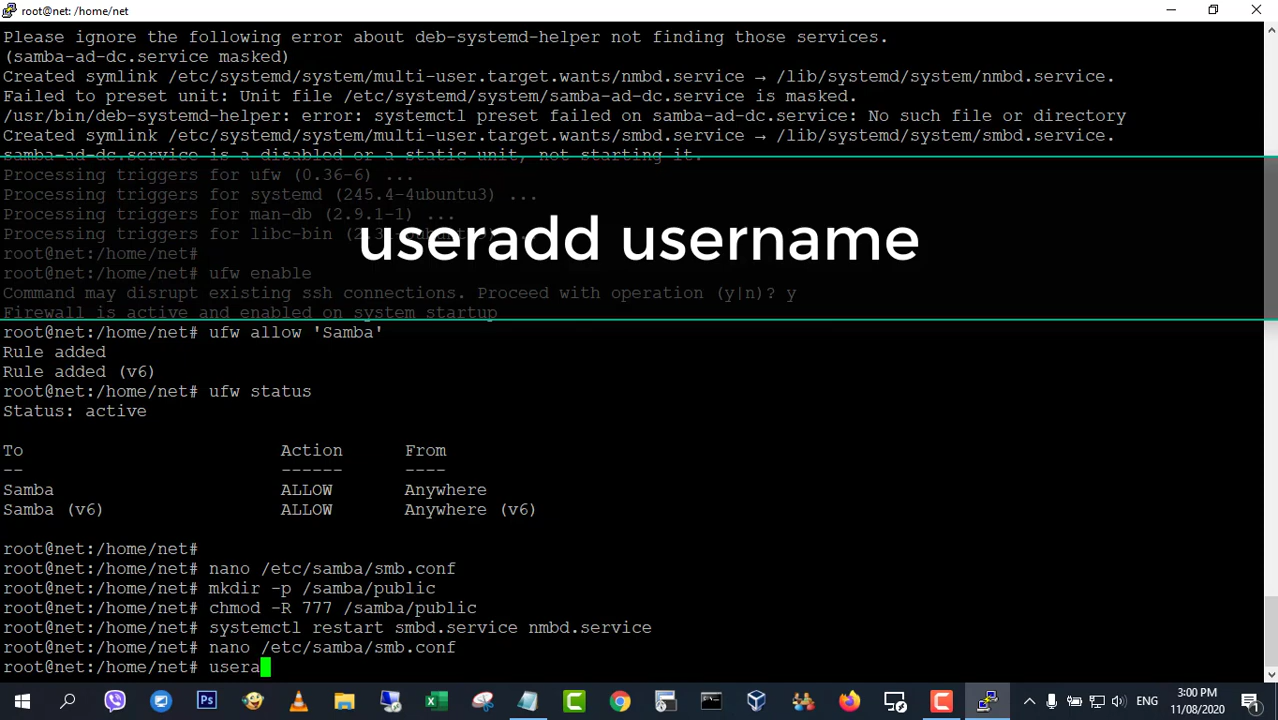 root@net: /home/net
Please ignore the following error about deb-systemd-helper not finding those services.
(samba-ad-dc.service masked)
Created symlink /etc/systemd/system/multi-user.target.wants/nmbd.service → /lib/systemd/system/nmbd.service.
Failed to preset unit: Unit file /etc/systemd/system/samba-ad-dc.service is masked.
/usr/bin/deb-systemd-helper: error: systemctl preset failed on samba-ad-dc.service: No such file or directory
Created symlink /etc/systemd/system/multi-user.target.wants/smbd.service → /lib/systemd/system/smbd.service.
samba-ad-dc.service is a disabled or a static unit, not starting it.
Processing triggers for ufw (0.36-6) ...
Processing triggers for systemd (245.4-4ubuntu3) ...
Processing triggers for man-db (2.9.1-1) ...
useradd username
Processing triggers for libc-bin
root@net:/home/net#
root@net:/home/net# ufw enable
Command may disrupt existing ssh connections. Proceed with operation (y|n)? y
Firewall is active and enabled on system startup
root@net:/home/net# ufw allow 'Samba'
Rule added
Rule added (v6)
root@net:/home/net# ufw status
Status: active
To Action From
-- ------ ----
Samba ALLOW Anywhere
Samba (v6) ALLOW Anywhere (v6)
root@net:/home/net#
root@net:/home/net# nano /etc/samba/smb.conf
root@net:/home/net# mkdir -p /samba/public
root@net:/home/net# chmod -R 777 /samba/public
root@net:/home/net# systemctl restart smbd.service nmbd.service
root@net:/home/net# nano /etc/samba/smb.conf
root@net:/home/net# usera
ENG
3:00 PM
11/08/2020